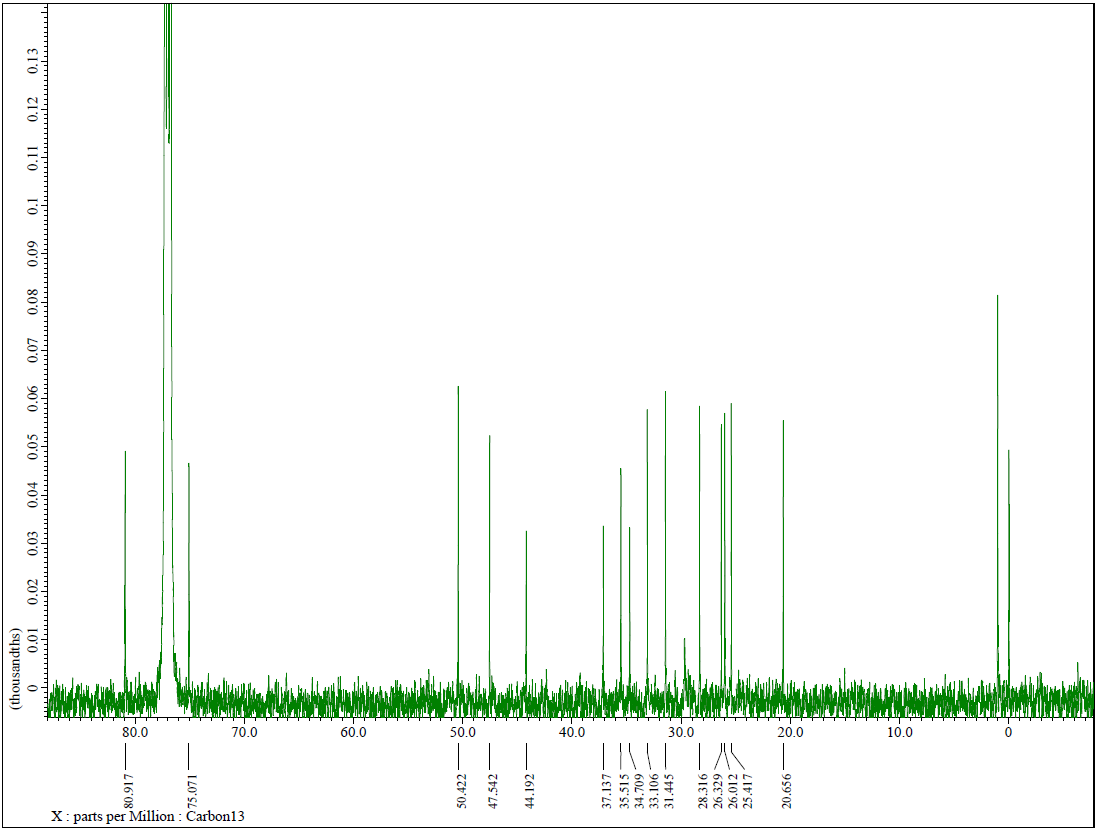 (thousandths)
0 0.01 0.02 0.03 0.04 0.05 0.06 0.07 0.08 0.09 0.1 0.11 0.12 0.13
80.0 70.0 60.0 50.0 40.0 30.0 20.0 10.0 0
80.917 75.071 50.422 47.542 44.192 37.137 35.515 34.709 33.106 31.445 28.316 26.329 26.012 25.417 20.656
X : parts per Million : Carbon13